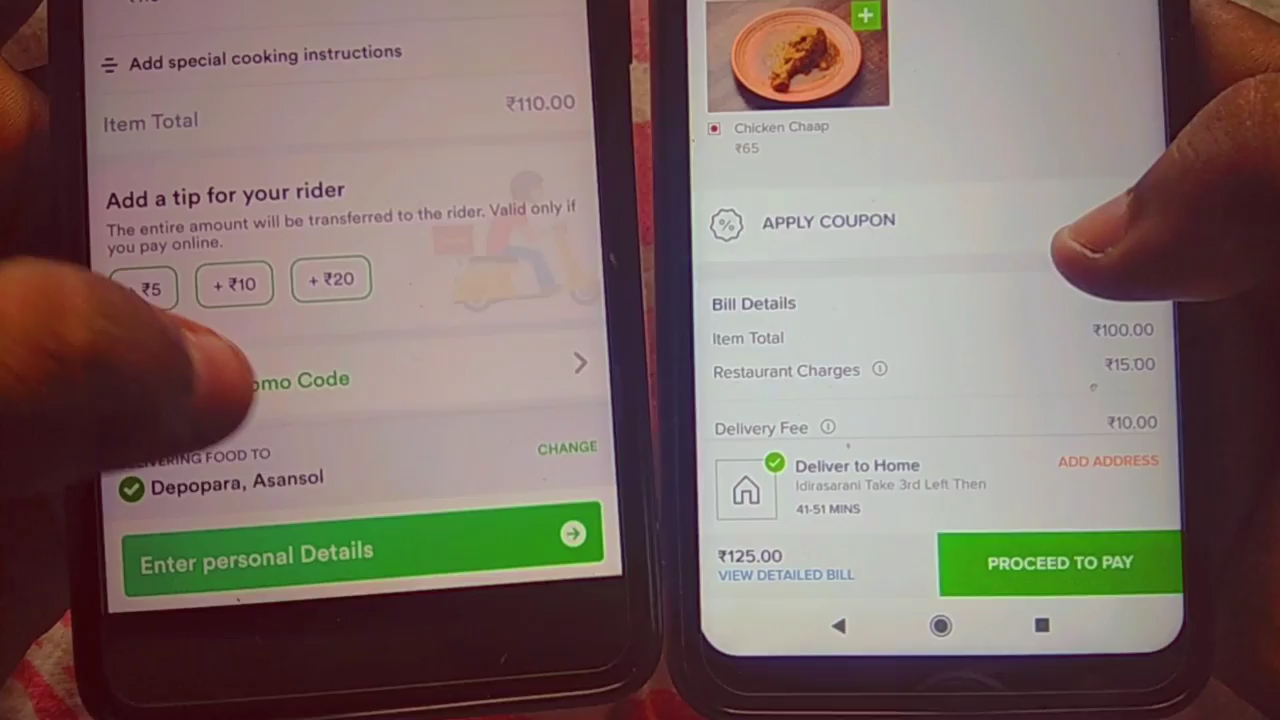 Add special cooking instructions
Item Total
₹110.00
Add a tip for your rider
The entire amount will be transferred to the rider. Valid only if
you pay online.
₹5
+ ₹10
+ ₹20
omo Code
DELIVERING FOOD TO
CHANGE
Depopara, Asansol
Enter personal Details
Chicken Chaap
₹65
APPLY COUPON
Bill Details
Item Total
₹100.00
Restaurant Charges
₹15.00
Delivery Fee
₹10.00
Deliver to Home
ADD ADDRESS
Idirasarani Take 3rd Left Then
41-51 MINS
₹125.00
VIEW DETAILED BILL
PROCEED TO PAY